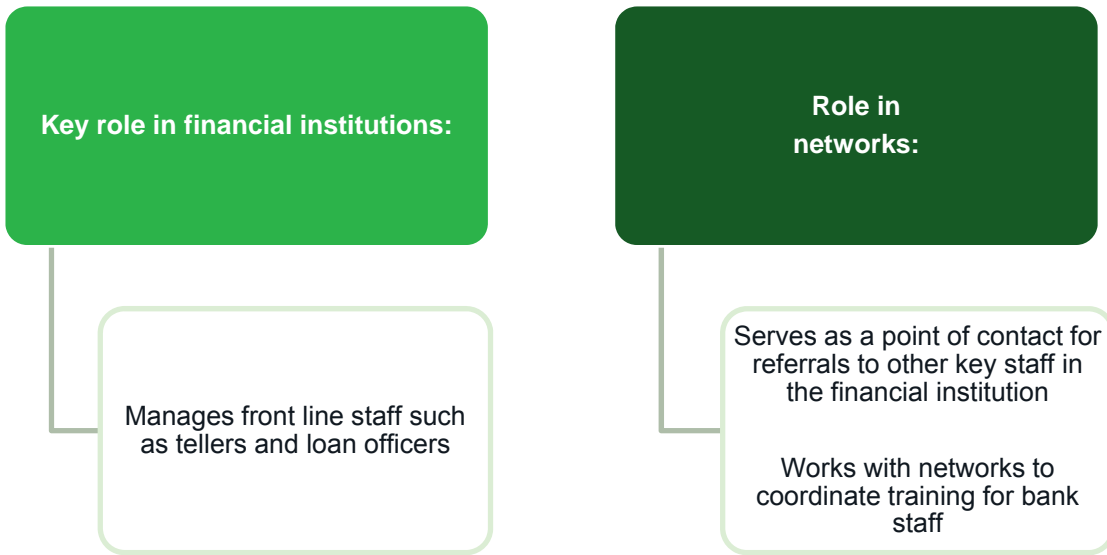 Key role in financial institutions:
Manages front line staff such
as tellers and loan officers
Role in
networks:
Serves as a point of contact for
referrals to other key staff in
the financial institution
Works with networks to
coordinate training for bank
staff